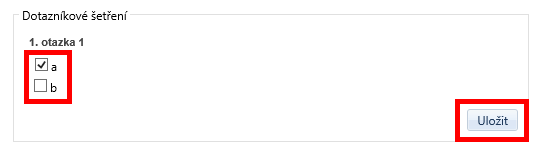 Dotazníkové šetření
1. otazka 1
a
b
Uložit